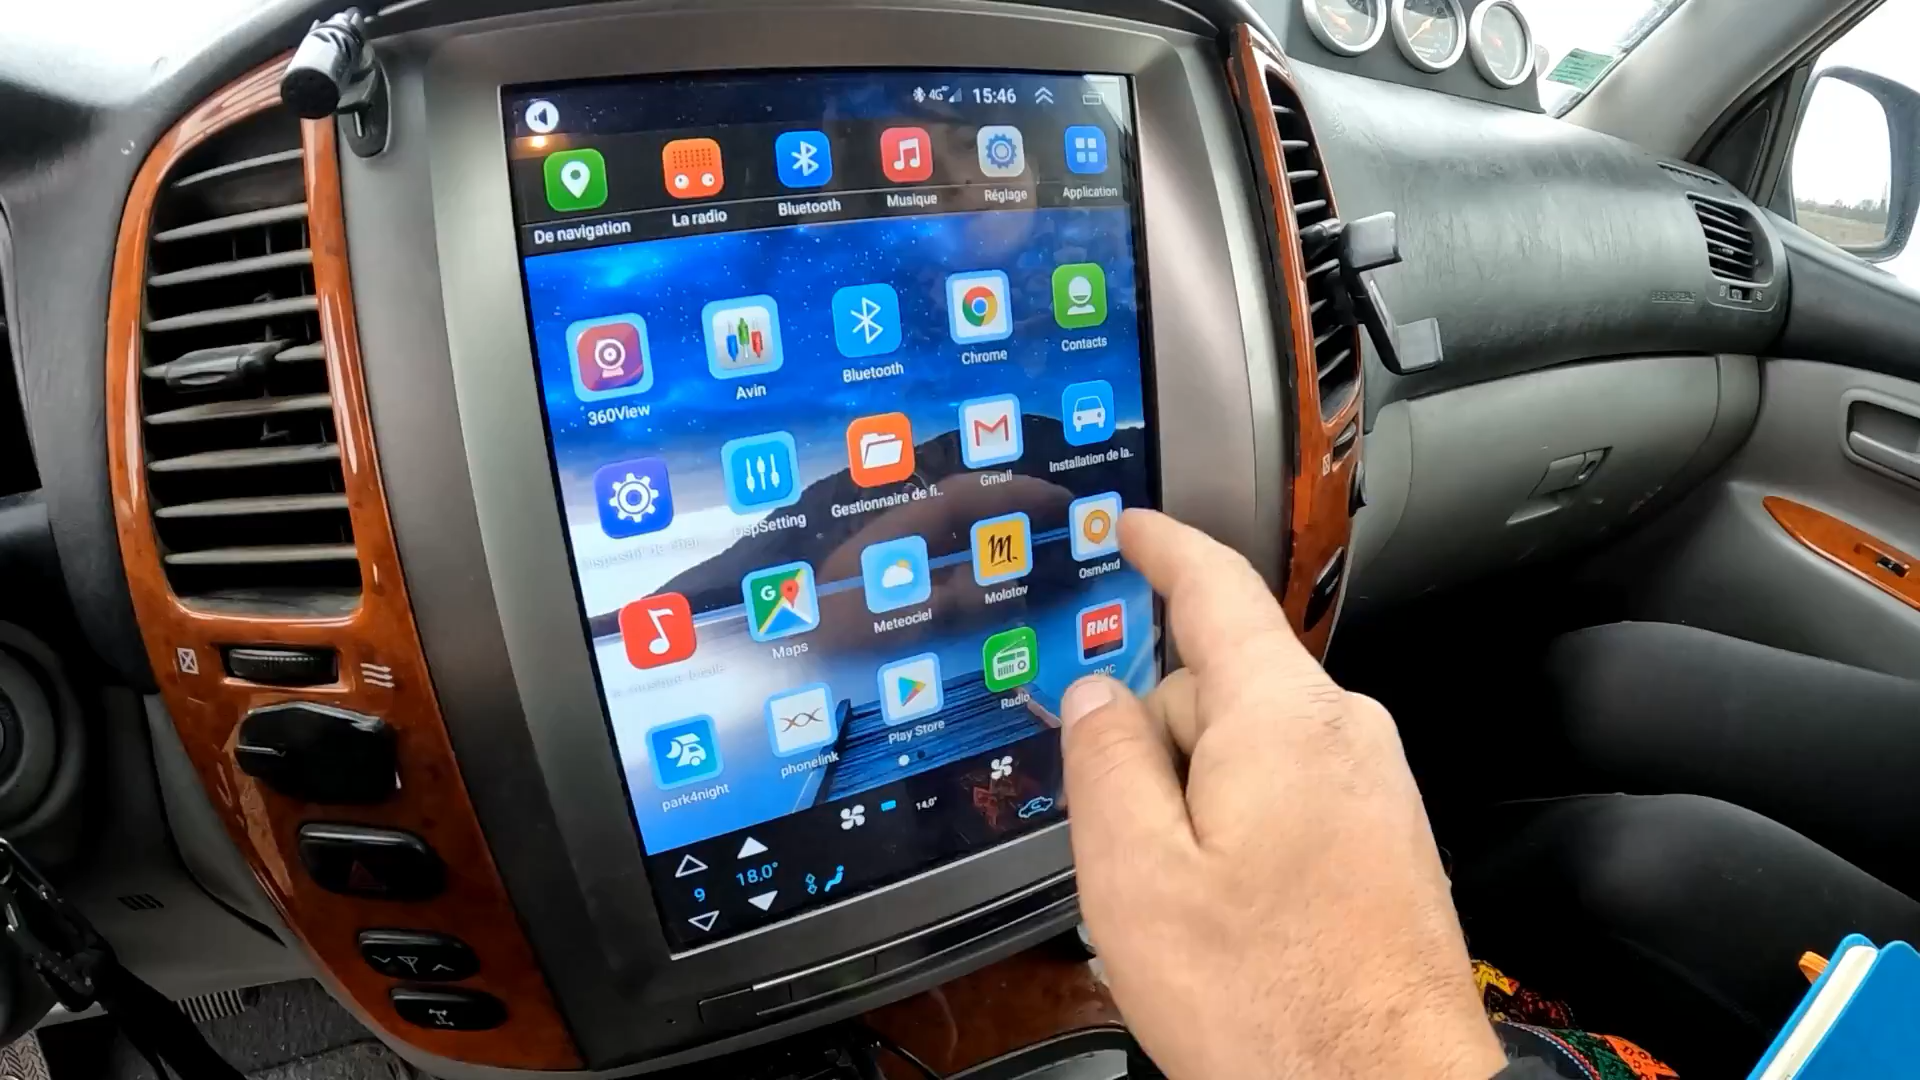 4G 15:46
De navigation
La radio
Bluetooth
Musique
Réglage
Application
360View
Avin
Bluetooth
Chrome
Contacts
DspSetting
Gestionnaire de fi..
Gmail
Installation de la..
G
Maps
Meteociel
m.
Molotov
OsmAnd
park4night
phonelink
Play Store
Radio
RMC
RMC
9
18,0°
14,0°